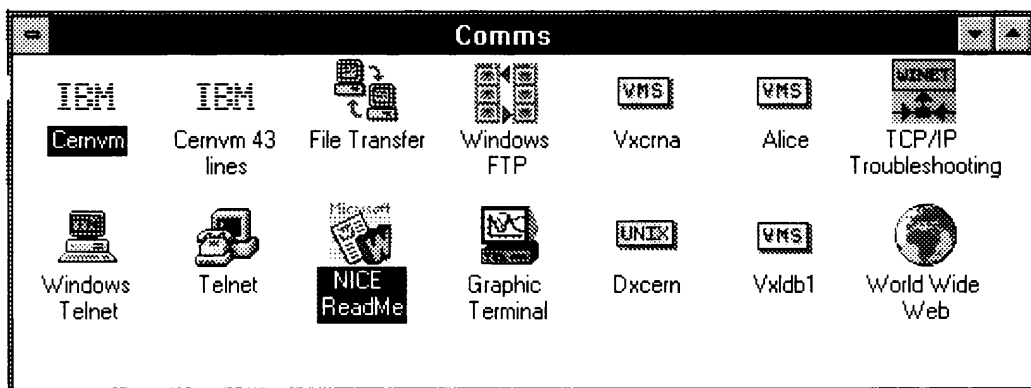 Comms
IBM IBM VMS VMS WINET
Cernvm Cernvm 43 File Transfer Windows Vxcrna Alice TCP/IP
lines FTP Troubleshooting
Microsoft
W UNIX VMS
Windows Telnet NICE Graphic Dxcern Vxldb1 World Wide
Telnet ReadMe Terminal Web